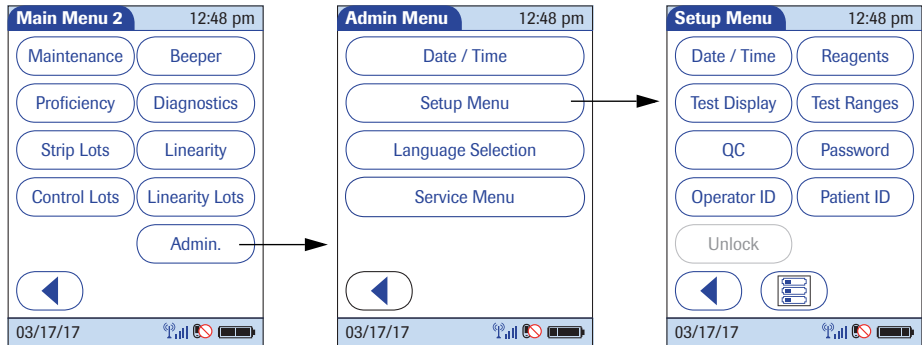 Main Menu 2 12:48 pm
Maintenance Beeper
Proficiency Diagnostics
Strip Lots Linearity
Control Lots Linearity Lots
Admin.
03/17/17
Admin Menu 12:48 pm
Date / Time
Setup Menu
Language Selection
Service Menu
03/17/17
Setup Menu 12:48 pm
Date / Time Reagents
Test Display Test Ranges
QC Password
Operator ID Patient ID
Unlock
03/17/17